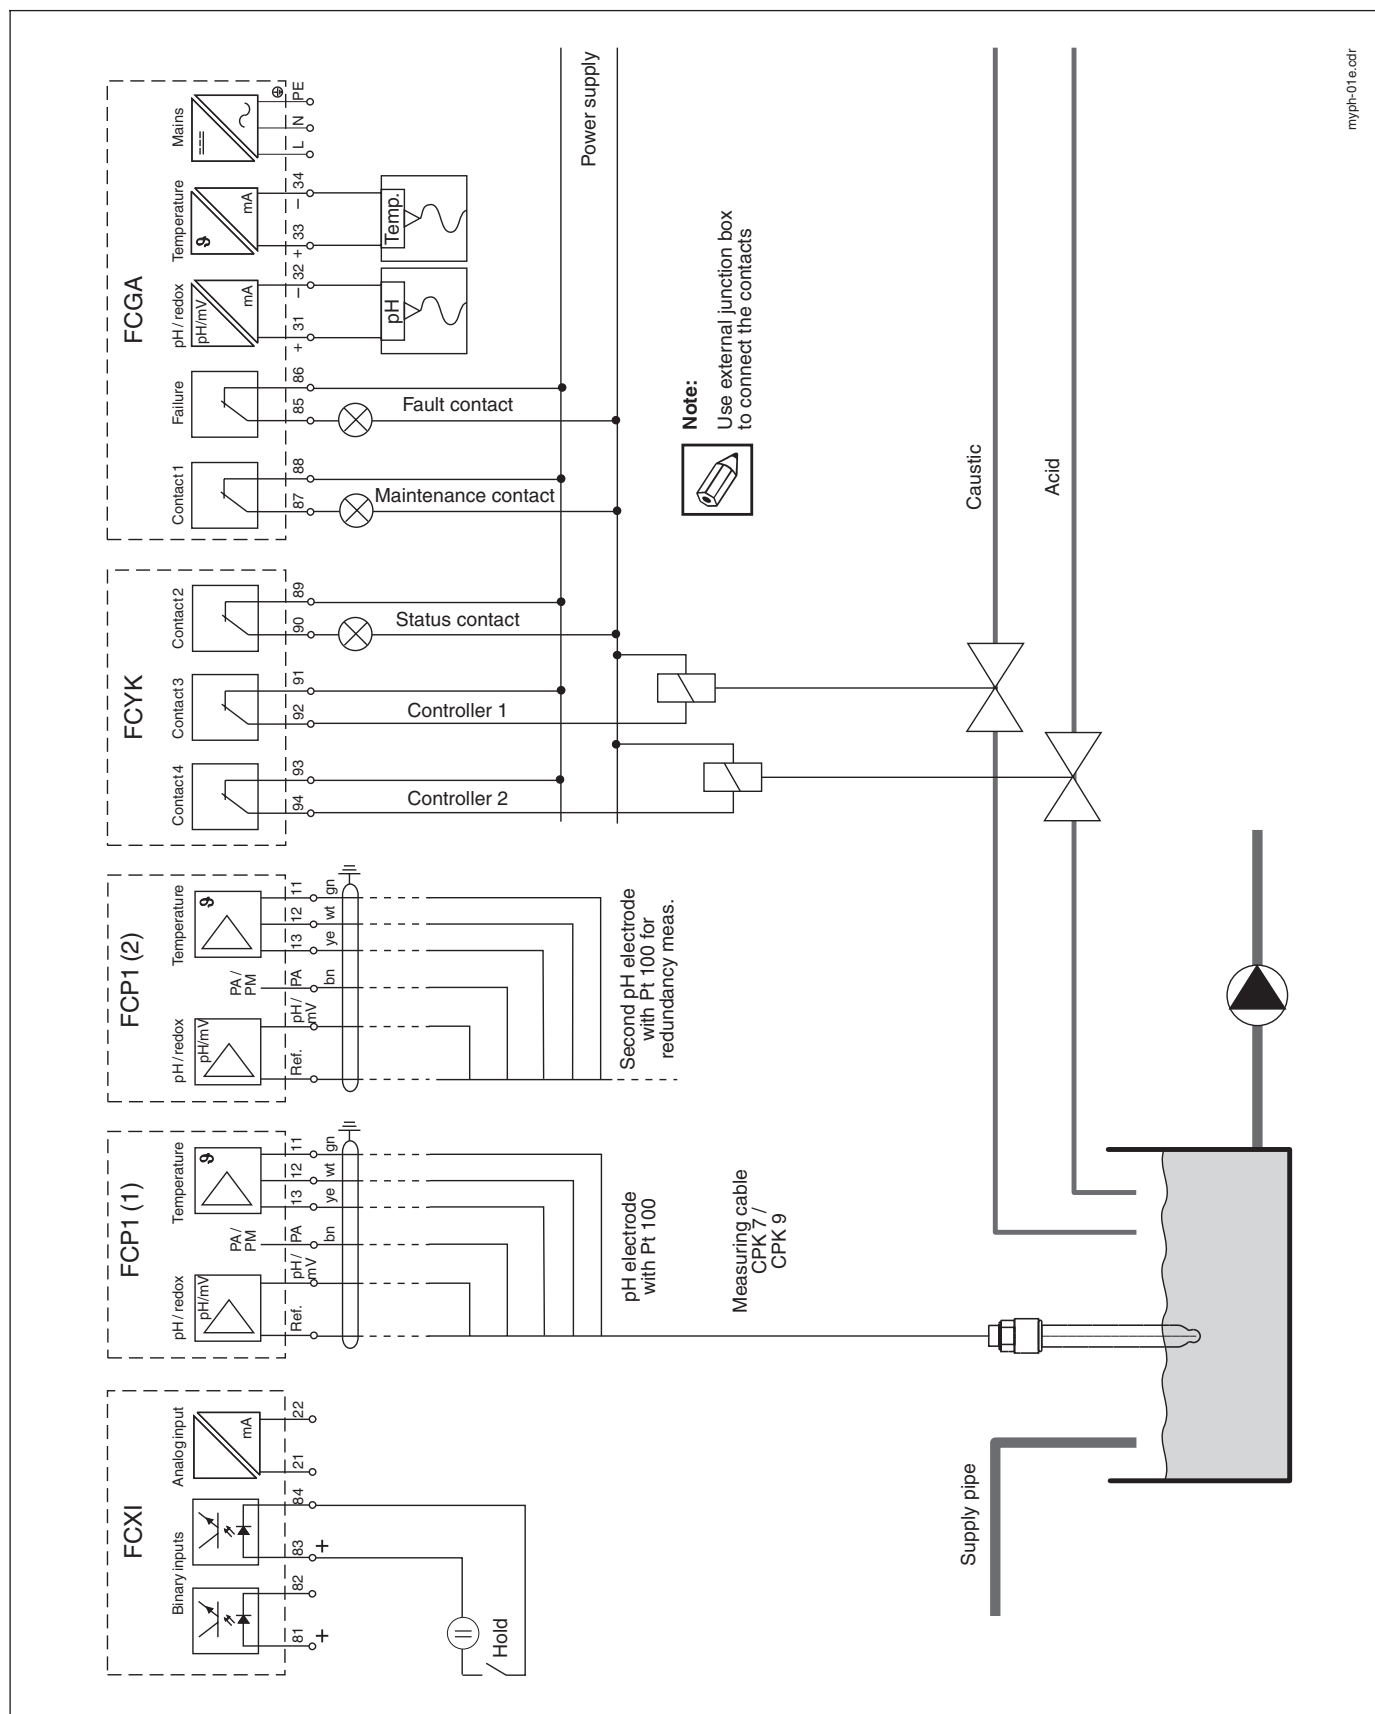 FCXI
Binary inputs
Analog input
mA
81
82
83
84
21
22
+
+
Hold
FCP1 (1)
pH / redox
pH/mV
PA /
PM
Temperature
ϑ
Ref.
pH/
mV
PA
13
12
11
bn
ye
wt
gn
pH electrode
with Pt 100
Measuring cable
CPK 7 /
CPK 9
FCP1 (2)
pH / redox
pH/mV
PA /
PM
Temperature
ϑ
Ref.
pH/
mV
PA
13
12
11
bn
ye
wt
gn
Second pH electrode
with Pt 100 for
redundancy meas.
FCYK
Contact 4
Contact 3
Contact 2
94
93
92
91
90
89
Controller 2
Controller 1
Status contact
FCGA
Contact 1
Failure
pH / redox
pH/mV
mA
Temperature
ϑ
mA
Mains
87
88
85
86
+ 31
– 32
+ 33
– 34
L
N
PE
Maintenance contact
Fault contact
pH
Temp.
Power supply
Note:
Use external junction box
to connect the contacts
Supply pipe
Caustic
Acid
myph-01e.cdr